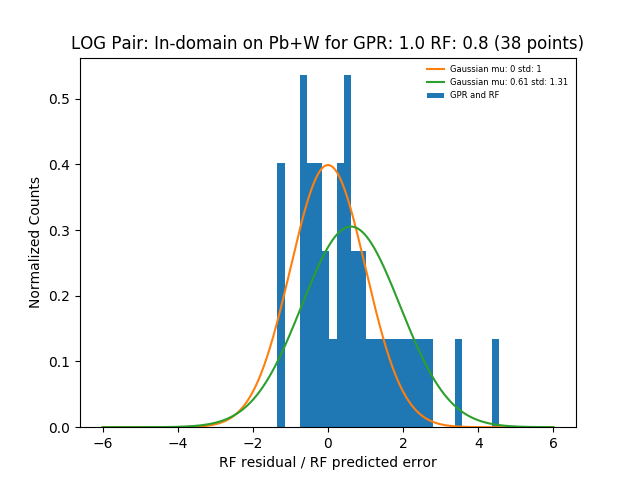 LOG Pair: In-domain on Pb+W for GPR: 1.0 RF: 0.8 (38 points)
Gaussian mu: 0 std: 1
Gaussian mu: 0.61 std: 1.31
GPR and RF
Normalized Counts
0.5
0.4
0.3
0.2
0.1
0.0
−6 −4 −2 0 2 4 6
RF residual / RF predicted error